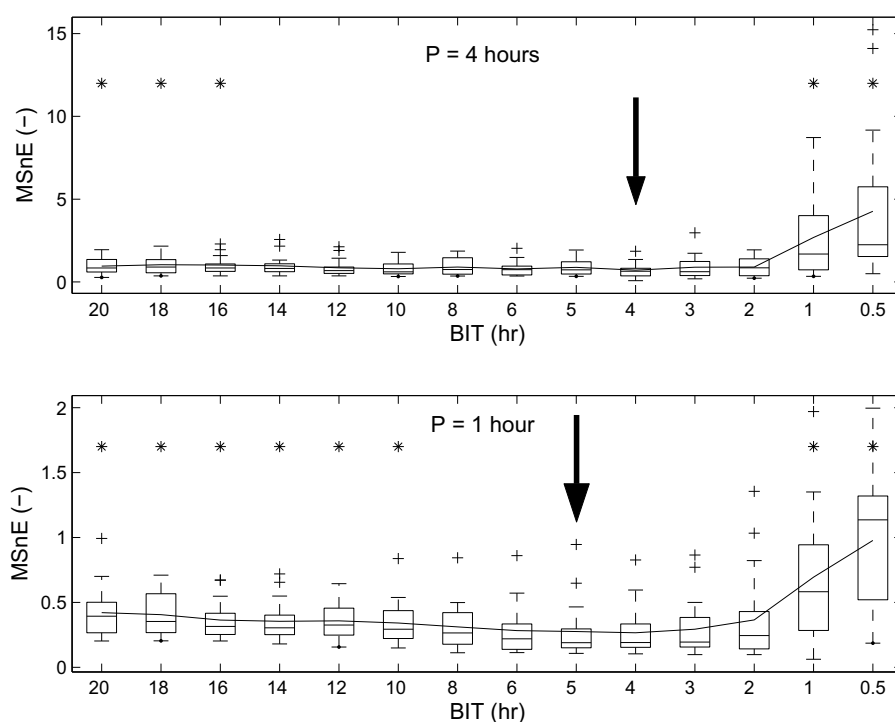 P = 4 hours
MSnE (−)
15
10
5
0
20 18 16 14 12 10 8 6 5 4 3 2 1 0.5
BIT (hr)
P = 1 hour
MSnE (−)
2
1.5
1
0.5
0
20 18 16 14 12 10 8 6 5 4 3 2 1 0.5
BIT (hr)